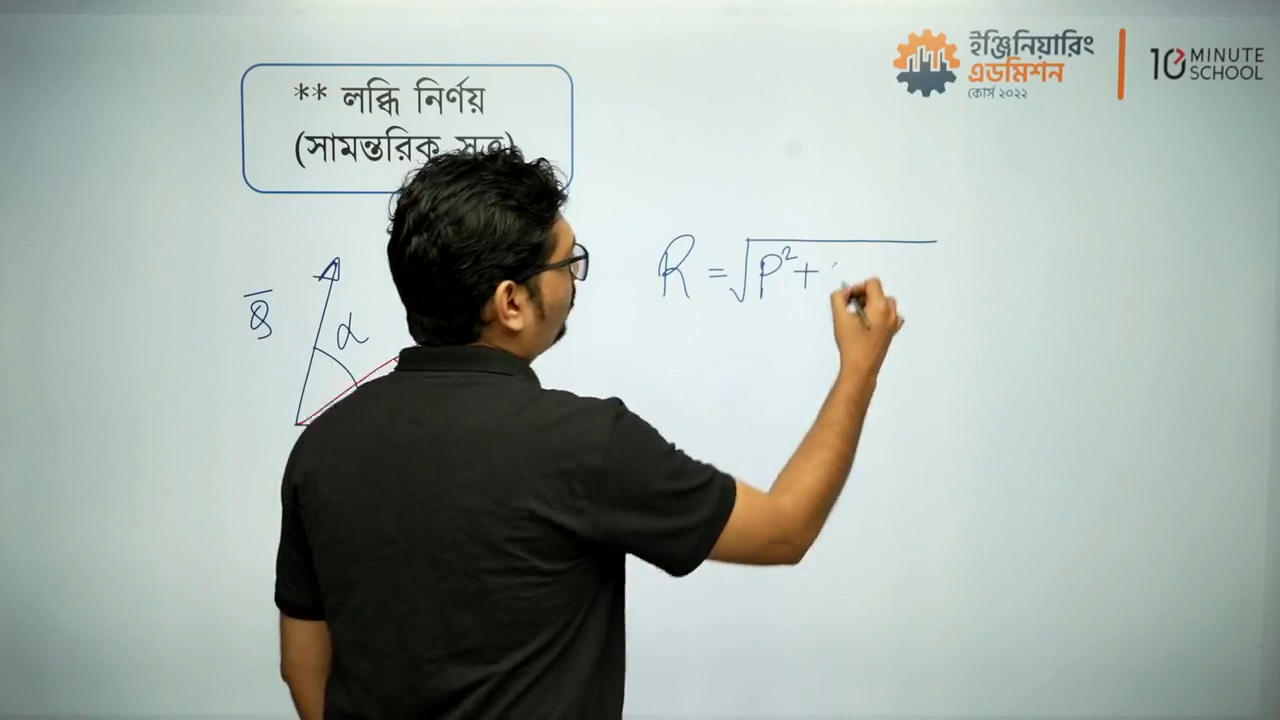 ** লব্ধি নির্ণয়
(সামন্তরিক সূত্র)
ইঞ্জিনিয়ারিং
এডমিশন
কোর্স ২০২২
10 MINUTE
SCHOOL
R = √P² +
Q̅
α